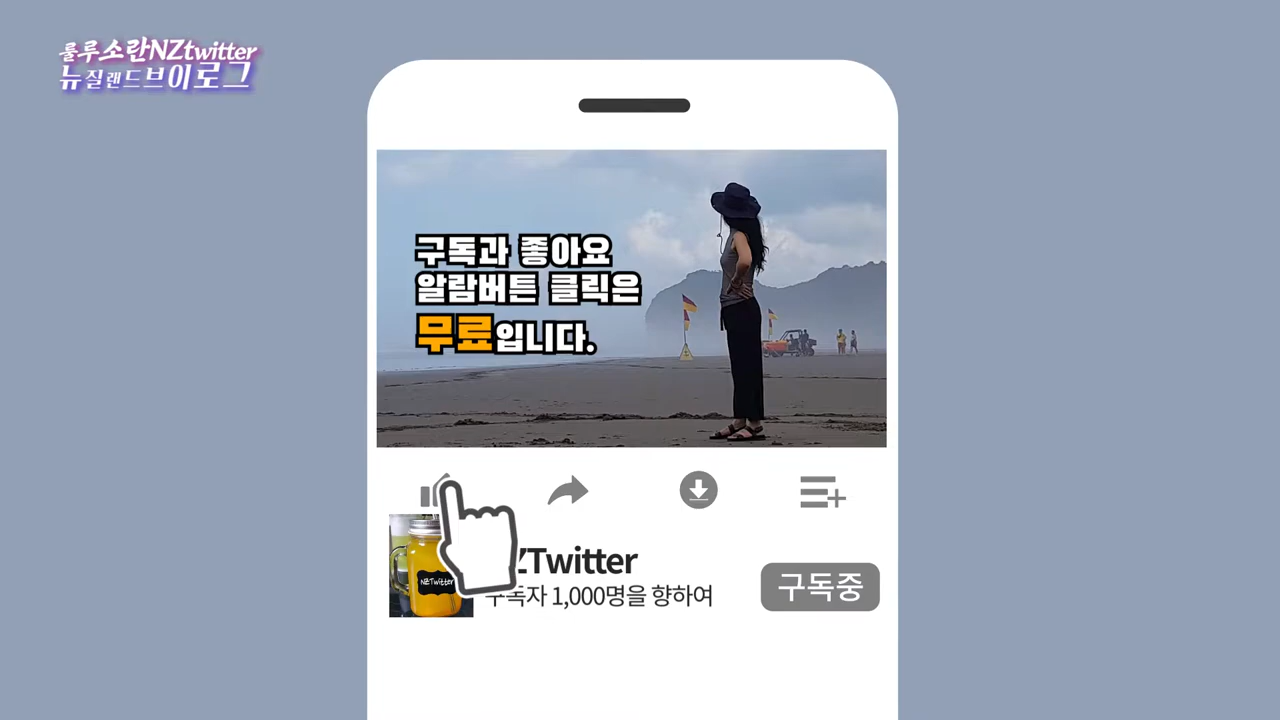 룰루소란NZtwitter
뉴질랜드브이로그
구독과 좋아요
알람버튼 클릭은
무료입니다.
ZTwitter
구독자 1,000명을 향하여
구독중
NZTwitter